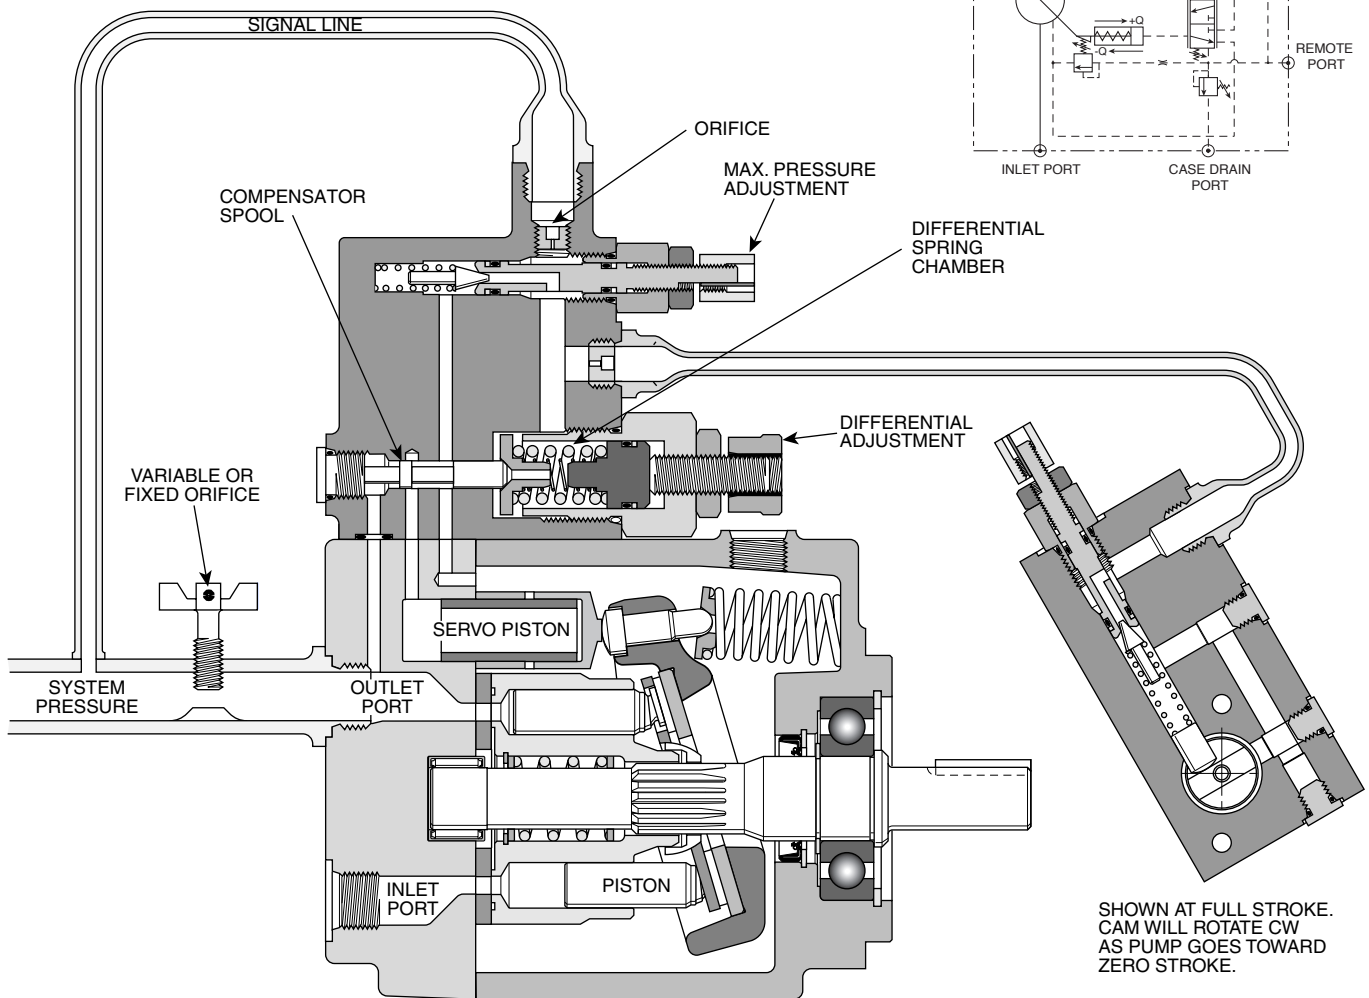 SIGNAL LINE
+Q
-Q
REMOTE
PORT
INLET PORT
CASE DRAIN
PORT
ORIFICE
MAX. PRESSURE
ADJUSTMENT
COMPENSATOR
SPOOL
DIFFERENTIAL
SPRING
CHAMBER
DIFFERENTIAL
ADJUSTMENT
VARIABLE OR
FIXED ORIFICE
SERVO PISTON
SYSTEM
PRESSURE
OUTLET
PORT
INLET
PORT
PISTON
SHOWN AT FULL STROKE.
CAM WILL ROTATE CW
AS PUMP GOES TOWARD
ZERO STROKE.